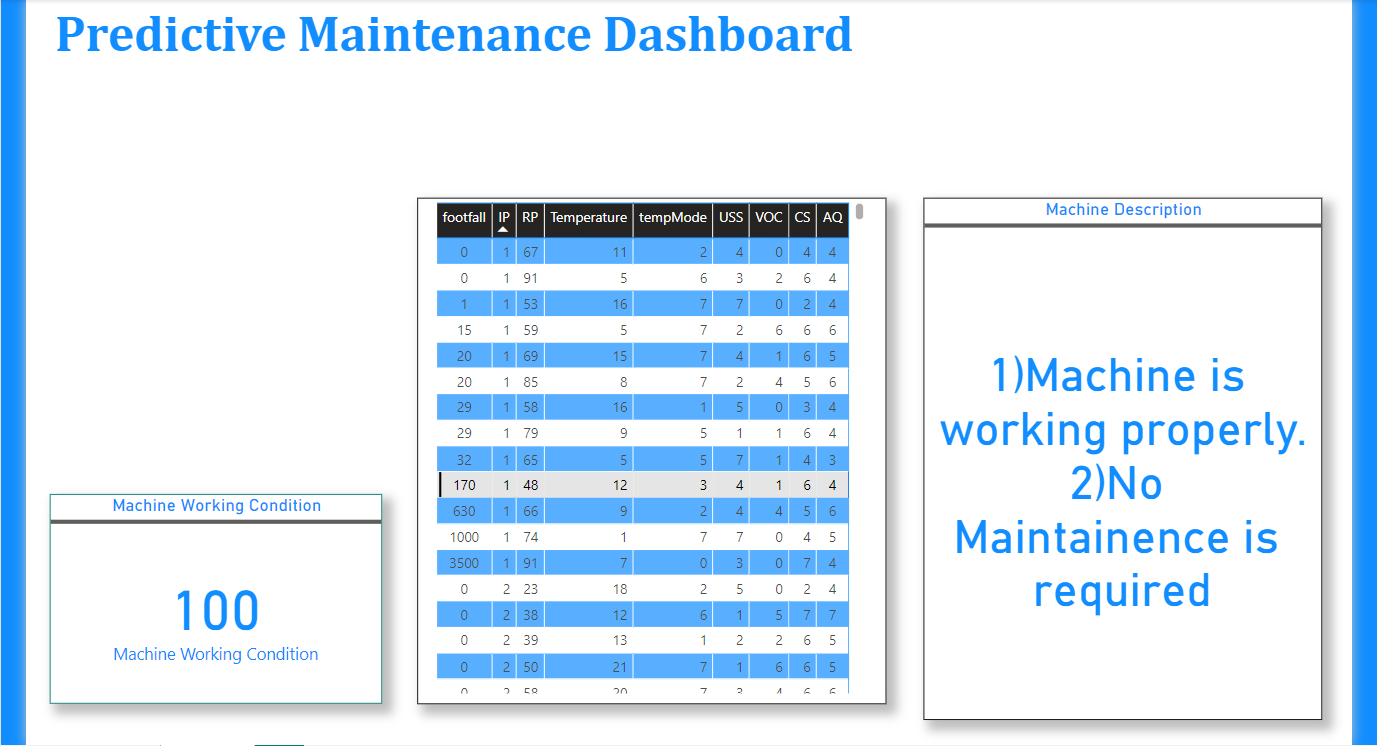 Predictive Maintenance Dashboard
footfall IP RP Temperature tempMode USS VOC CS AQ
0 1 67 11 2 4 0 4 4
0 1 91 5 6 3 2 6 4
1 1 53 16 7 7 0 2 4
15 1 59 5 7 2 6 6 6
20 1 69 15 7 4 1 6 5
20 1 85 8 7 2 4 5 6
29 1 58 16 1 5 0 3 4
29 1 79 9 5 1 1 6 4
32 1 65 5 5 7 1 4 3
170 1 48 12 3 4 1 6 4
630 1 66 9 2 4 4 5 6
1000 1 74 1 7 7 0 4 5
3500 1 91 7 0 3 0 7 4
0 2 23 18 2 5 0 2 4
0 2 38 12 6 1 5 7 7
0 2 39 13 1 2 2 6 5
0 2 50 21 7 1 6 6 5
Machine Working Condition
100
Machine Working Condition
Machine Description
1)Machine is
working properly.
2)No
Maintainence is
required